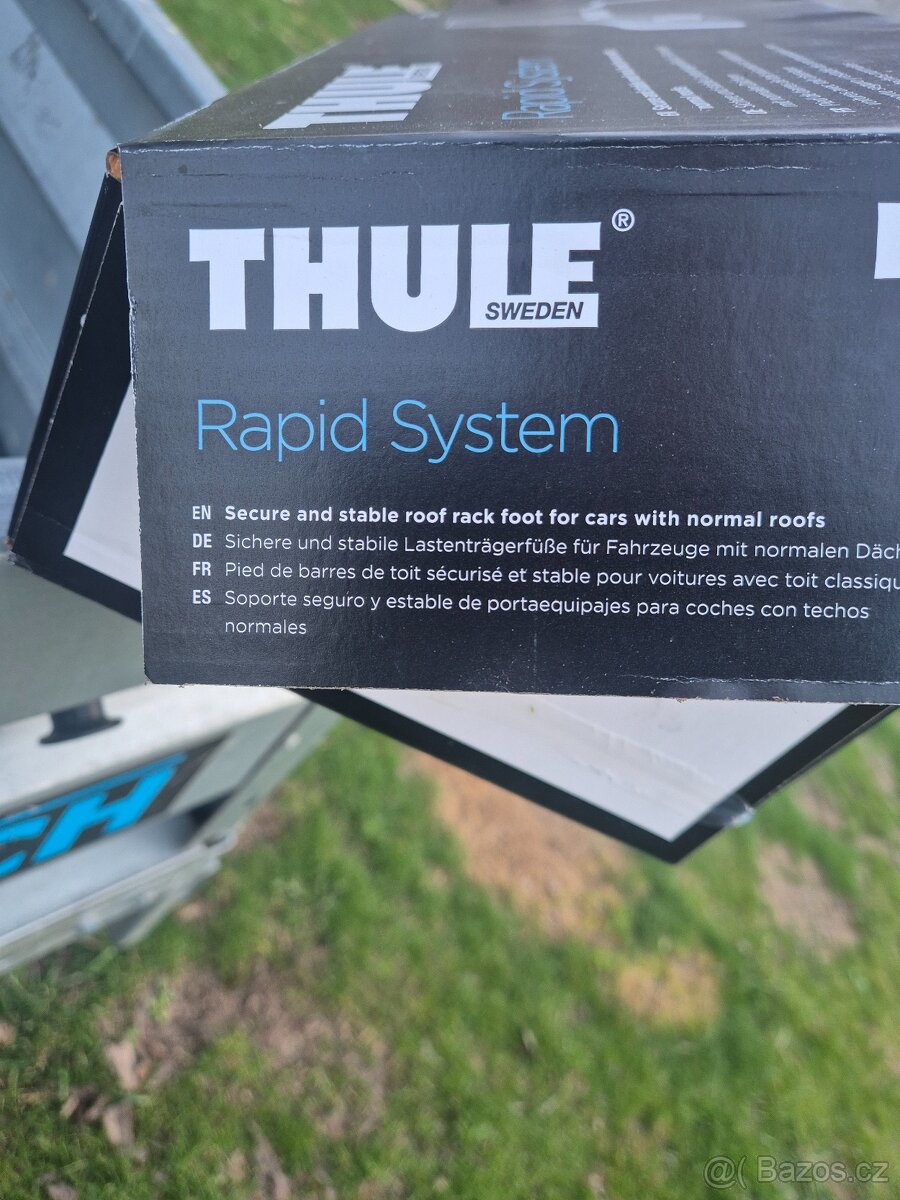 THULE
Rapid System
THULE®
SWEDEN
Rapid System
EN Secure and stable roof rack foot for cars with normal roofs
DE Sichere und stabile Lastenträgerfüße für Fahrzeuge mit normalen Däch
FR Pied de barres de toit sécurisé et stable pour voitures avec toit classiqu
ES Soporte seguro y estable de portaequipajes para coches con techos
normales
CH
Bazos.cz